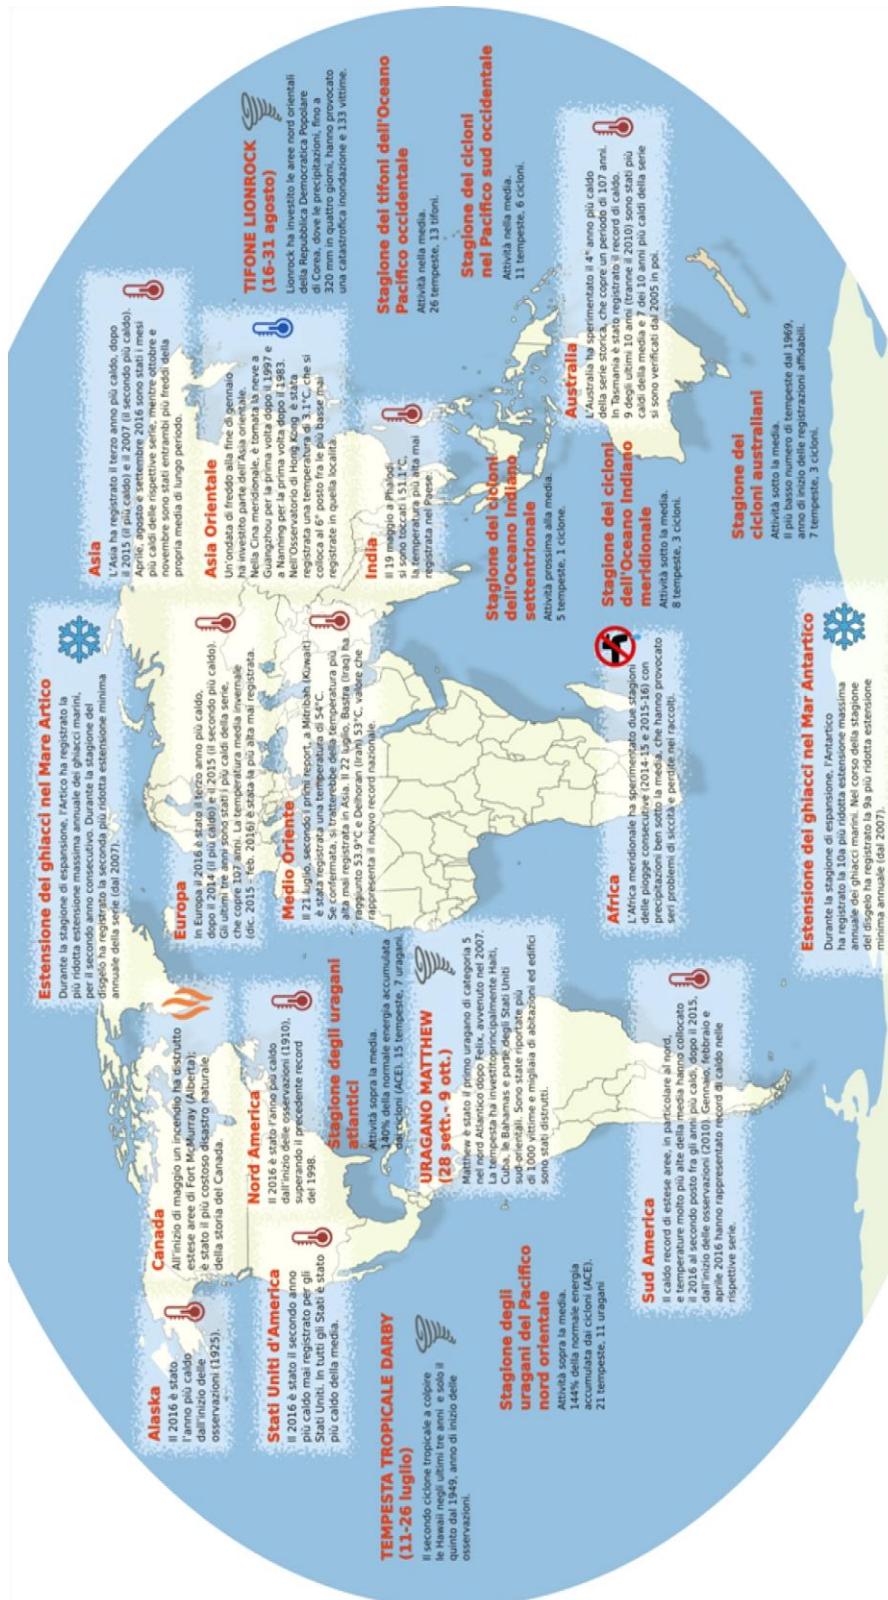 Alaska
Il 2016 è stato
l'anno più caldo
dall'inizio delle
osservazioni (1925).
Canada
All'inizio di maggio un incendio ha distrutto
estese aree di Fort McMurray (Alberta);
è stato il più costoso disastro naturale
della storia del Canada.
Estensione dei ghiacci nel Mare Artico
Durante la stagione di espansione, l'Artico ha registrato la
più ridotta estensione massima annuale dei ghiacci marini,
per il secondo anno consecutivo. Durante la stagione del
disgelo ha registrato la seconda più ridotta estensione minima
annuale della serie (dal 2007).
Asia
L'Asia ha registrato il terzo anno più caldo, dopo
il 2015 (il più caldo) e il 2007 (il secondo più caldo).
Aprile, agosto e settembre 2016 sono stati i mesi
più caldi delle rispettive serie, mentre ottobre e
novembre sono stati entrambi più freddi della
propria media di lungo periodo.
Stati Uniti d'America
Il 2016 è stato il secondo anno
più caldo mai registrato per gli
Stati Uniti. In tutti gli Stati è stato
più caldo della media.
Nord America
Il 2016 è stato l'anno più caldo
dall'inizio delle osservazioni (1910),
superando il precedente record
del 1998.
Europa
In Europa il 2016 è stato il terzo anno più caldo,
dopo il 2014 (il più caldo) e il 2015 (il secondo più caldo).
Gli ultimi tre anni sono stati i più caldi della serie,
che copre 107 anni. La temperatura media invernale
(dic. 2015 - feb. 2016) è stata la più alta mai registrata.
Asia Orientale
Un'ondata di freddo alla fine di gennaio
ha investito parte dell'Asia orientale.
Nella Cina meridionale, è tornata la neve a
Guangzhou per la prima volta dopo il 1997 e
a Nanning per la prima volta dopo il 1983.
Nell'Osservatorio di Hong Kong è stata
registrata una temperatura di 3.1°C, che si
colloca al 6° posto fra le più basse mai
registrate in quella località.
TIFONE LIONROCK
(16-31 agosto)
Lionrock ha investito le aree nord orientali
della Repubblica Democratica Popolare
di Corea, dove le precipitazioni, fino a
320 mm in quattro giorni, hanno provocato
una catastrofica inondazione e 133 vittime.
TEMPESTA TROPICALE DARBY
(11-26 luglio)
Il secondo ciclone tropicale a colpire
le Hawaii negli ultimi tre anni e solo il
quinto dal 1949, anno di inizio delle
osservazioni.
Stagione degli uragani
atlantici
Attività sopra la media.
140% della normale energia accumulata
dai cicloni (ACE). 15 tempeste, 7 uragani.
Medio Oriente
Il 21 luglio, secondo i primi report, a Mitribah (Kuwait)
è stata registrata una temperatura di 54°C.
Se confermata, si tratterebbe della temperatura più
alta mai registrata in Asia. Il 22 luglio, Bastra (Iraq) ha
raggiunto 53.9°C e Delhoran (Iran) 53°C, valore che
rappresenta il nuovo record nazionale.
India
Il 19 maggio a Phalodi
si sono toccati i 51.1°C,
la temperatura più alta mai
registrata nel Paese.
Stagione dei tifoni dell'Oceano
Pacifico occidentale
Attività nella media.
26 tempeste, 13 tifoni.
URAGANO MATTHEW
(28 sett.- 9 ott.)
Matthew è stato il primo uragano di categoria 5
nel nord Atlantico dopo Felix, avvenuto nel 2007.
La tempesta ha investitoprincipalmente Haiti,
Cuba, le Bahamas e parte degli Stati Uniti
sud-orientali. Sono state riportate più
di 1000 vittime e migliaia di abitazioni ed edifici
sono stati distrutti.
Stagione dei cicloni
nel Pacifico sud occidentale
Attività nella media.
11 tempeste, 6 cicloni.
Stagione degli
uragani del Pacifico
nord orientale
Attività sopra la media.
144% della normale energia
accumulata dai cicloni (ACE).
21 tempeste, 11 uragani
Stagione dei cicloni
dell'Oceano Indiano
settentrionale
Attività prossima alla media.
5 tempeste, 1 ciclone.
Australia
L'Australia ha sperimentato il 4° anno più caldo
della serie storica, che copre un periodo di 107 anni.
In Tasmania è stato registrato il record di caldo.
9 degli ultimi 10 anni (tranne il 2010) sono stati più
caldi della media e 7 dei 10 anni più caldi della serie
si sono verificati dal 2005 in poi.
Sud America
Il caldo record di estese aree, in particolare al nord,
e temperature molto più alte della media hanno collocato
il 2016 al secondo posto fra gli anni più caldi, dopo il 2015,
dall'inizio delle osservazioni (2010). Gennaio, febbraio e
aprile 2016 hanno rappresentato record di caldo nelle
rispettive serie.
Africa
L'Africa meridionale ha sperimentato due stagioni
delle piogge consecutive (2014-15 e 2015-16) con
precipitazioni ben sotto la media, che hanno provocato
seri problemi di siccità e perdite nei raccolti.
Stagione dei cicloni
dell'Oceano Indiano
meridionale
Attività sotto la media.
8 tempeste, 3 cicloni.
Stagione dei
cicloni australiani
Attività sotto la media.
Il più basso numero di tempeste dal 1969,
anno di inizio delle registrazioni affidabili.
7 tempeste, 3 cicloni.
Estensione dei ghiacci nel Mar Antartico
Durante la stagione di espansione, l'Antartico
ha registrato la 10a più ridotta estensione massima
annuale dei ghiacci marini. Nel corso della stagione
del disgelo ha registrato la 9a più ridotta estensione
minima annuale (dal 2007).